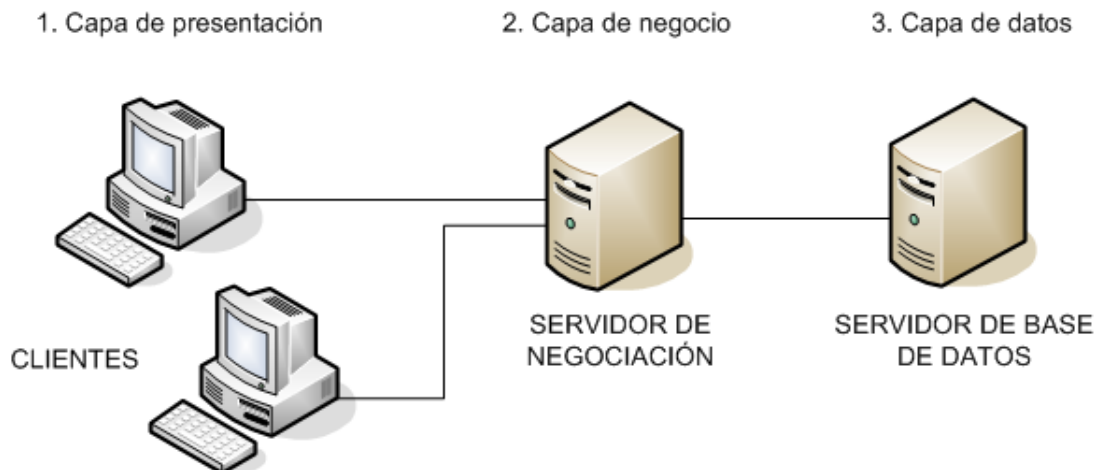 1. Capa de presentación
2. Capa de negocio
3. Capa de datos
CLIENTES
SERVIDOR DE
NEGOCIACIÓN
SERVIDOR DE BASE
DE DATOS